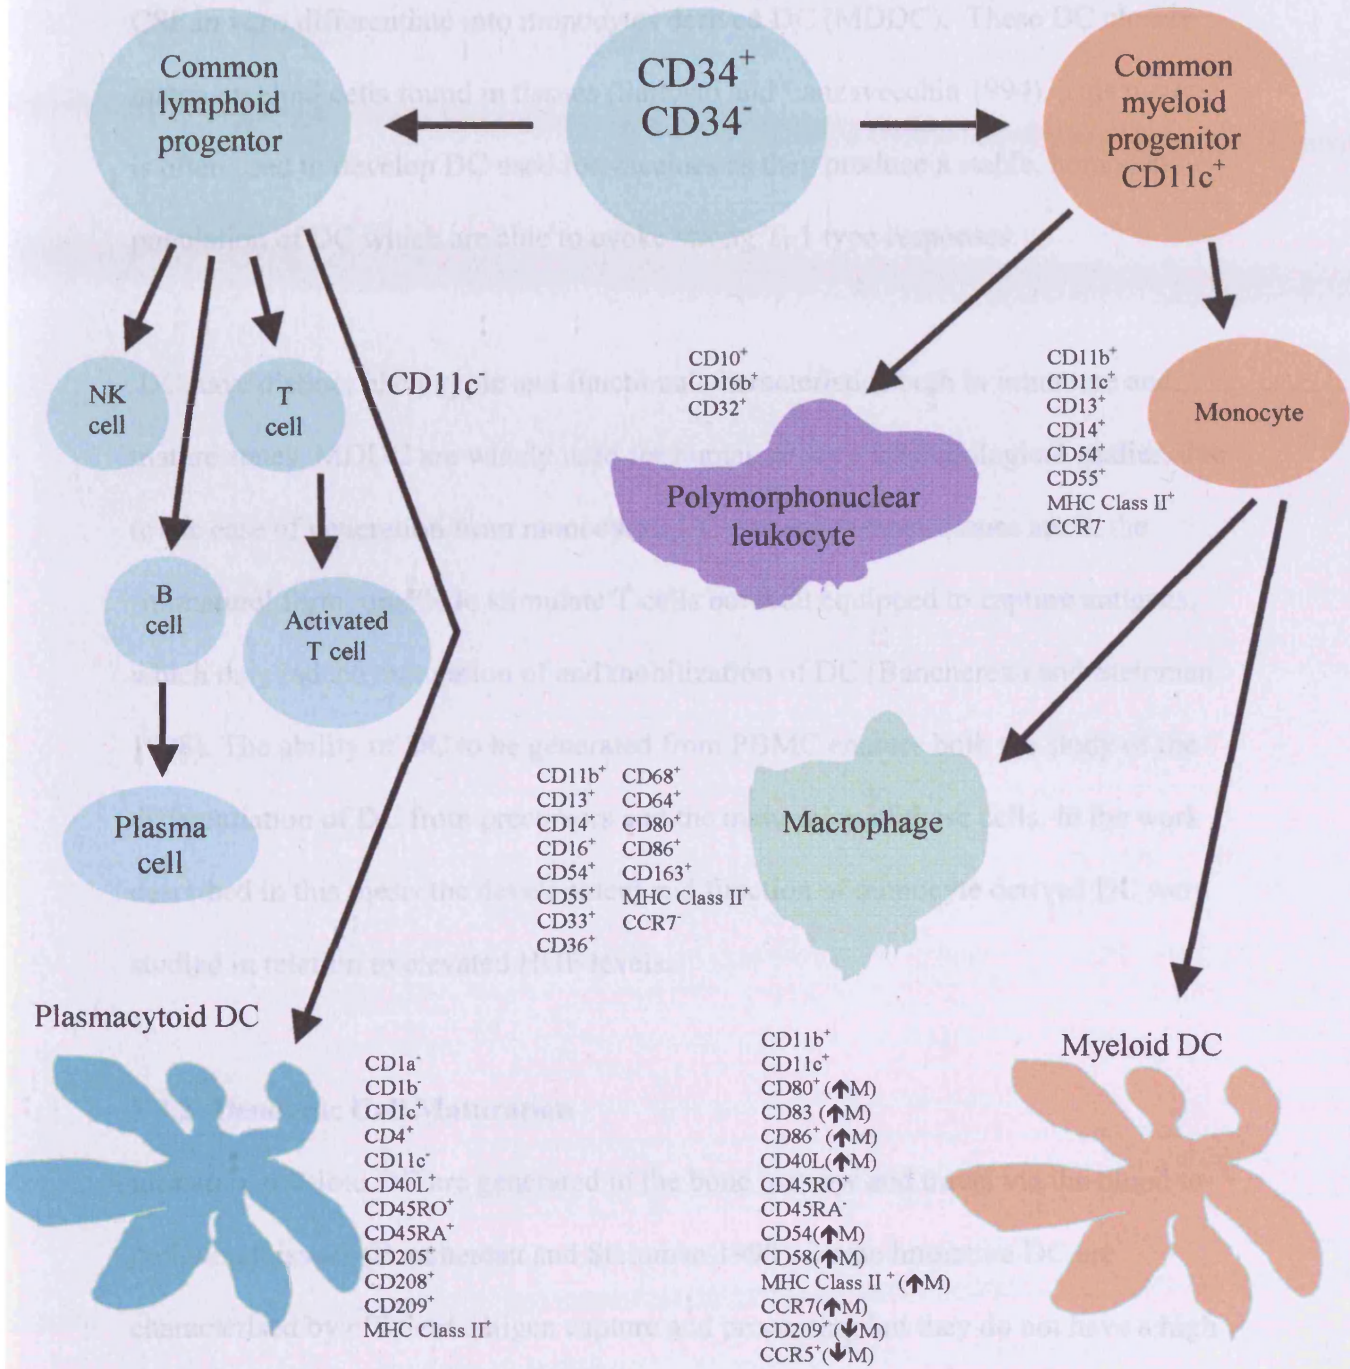 Common
lymphoid
progentor
CD34⁺
CD34⁻
Common
myeloid
progenitor
CD11c⁺
NK
cell
T
cell
CD11c⁻
CD10⁺
CD16b⁺
CD32⁺
CD11b⁺
CD11c⁺
CD13⁺
CD14⁺
CD54⁺
CD55⁺
MHC Class II⁺
CCR7⁻
Monocyte
Polymorphonuclear
leukocyte
B
cell
Activated
T cell
Plasma
cell
CD11b⁺
CD13⁺
CD14⁺
CD16⁺
CD54⁺
CD55⁻
CD33⁺
CD36⁺
CD68⁺
CD64⁺
CD80⁺
CD86⁺
CD163⁺
MHC Class II
CCR7⁻
Macrophage
Plasmacytoid DC
CD1a⁻
CD1b⁻
CD1c⁻
CD4⁺
CD11c⁻
CD40L
CD45RO⁺
CD45RA⁺
CD205⁺
CD208⁺
CD209⁺
MHC Class II⁺
CD11b⁺
CD11c⁺
CD80⁺(↑M)
CD83 (↑M)
CD86⁺ (↑M)
CD40L(↑M)
CD45RO⁺
CD45RA⁻
CD54(↑M)
CD58(↑M)
MHC Class II ⁺(↑M)
CCR7(↑M)
CD209⁺(↓M)
CCR5⁺(↓M)
Myeloid DC